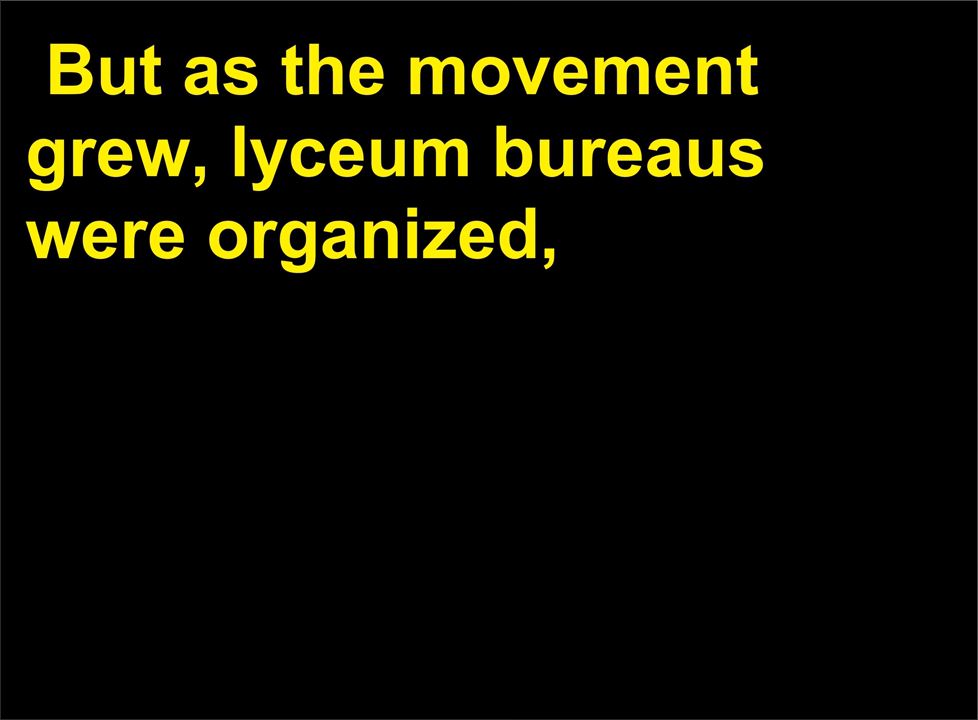 But as the movement
grew, lyceum bureaus
were organized,